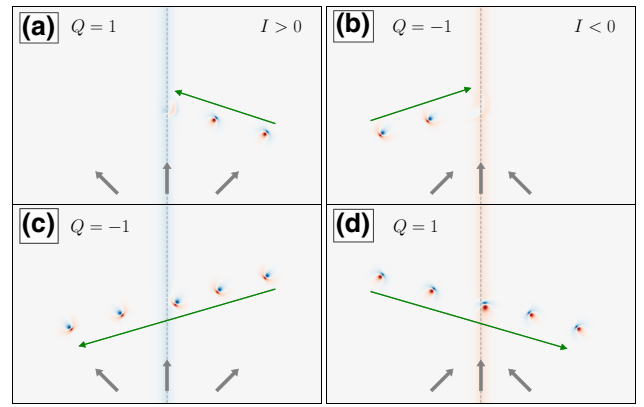 (a) Q = 1 I > 0
(b) Q = −1 I < 0
(c) Q = −1
(d) Q = 1